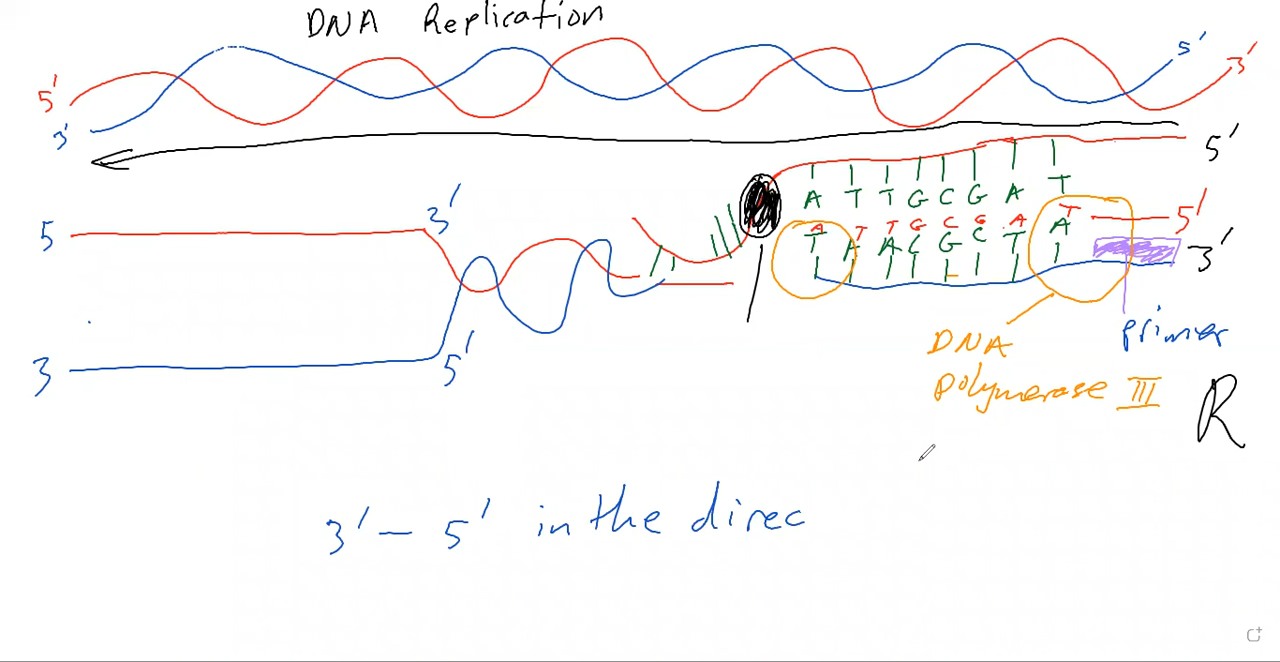 DNA Replication
5' 3'
5' 3'
5'
A T T G C G A T
A T T G C G A T 5'
T A A C G C T A 3'
5 3'
3 5'
primer
DNA
polymerase III
R
3' - 5' in the direc